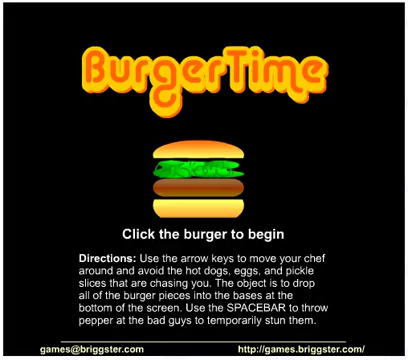 BurgerTime
Click the burger to begin
Directions: Use the arrow keys to move your chef
around and avoid the hot dogs, eggs, and pickle
slices that are chasing you. The object is to drop
all of the burger pieces into the bases at the
bottom of the screen. Use the SPACEBAR to throw
pepper at the bad guys to temporarily stun them.
games@briggster.com http://games.briggster.com/